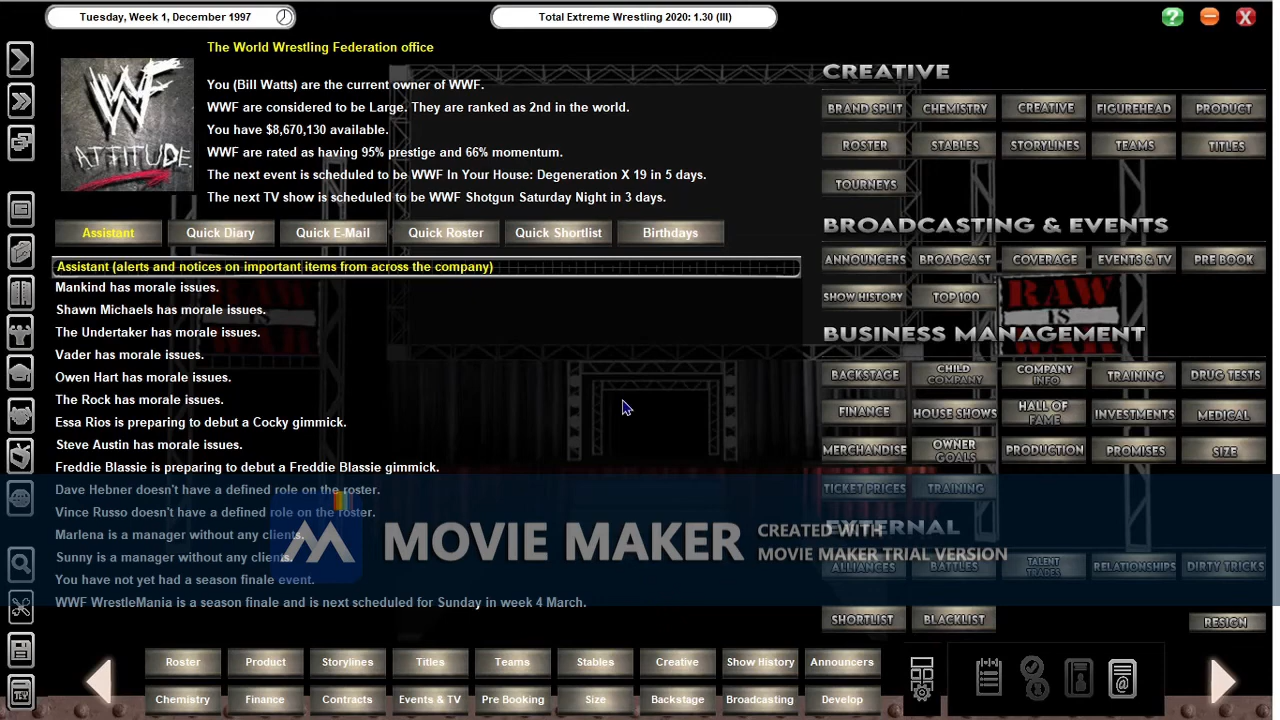 Tuesday, Week 1, December 1997
Total Extreme Wrestling 2020: 1.30 (III)
The World Wrestling Federation office
WWF
ATTITUDE
You (Bill Watts) are the current owner of WWF.
WWF are considered to be Large. They are ranked as 2nd in the world.
You have $8,670,130 available.
WWF are rated as having 95% prestige and 66% momentum.
The next event is scheduled to be WWF In Your House: Degeneration X 19 in 5 days.
The next TV show is scheduled to be WWF Shotgun Saturday Night in 3 days.
Assistant Quick Diary Quick E-Mail Quick Roster Quick Shortlist Birthdays
Assistant (alerts and notices on important items from across the company)
Mankind has morale issues.
Shawn Michaels has morale issues.
The Undertaker has morale issues.
Vader has morale issues.
Owen Hart has morale issues.
The Rock has morale issues.
Essa Rios is preparing to debut a Cocky gimmick.
Steve Austin has morale issues.
Freddie Blassie is preparing to debut a Freddie Blassie gimmick.
Dave Hebner doesn't have a defined role on the roster.
Vince Russo doesn't have a defined role on the roster.
Marlena is a manager without any clients.
Sunny is a manager without any clients.
You have not yet had a season finale event.
WWF WrestleMania is a season finale and is next scheduled for Sunday in week 4 March.
CREATIVE
BRAND SPLIT CHEMISTRY CREATIVE FIGUREHEAD PRODUCT
ROSTER STABLES STORYLINES TEAMS TITLES
TOURNEYS
BROADCASTING & EVENTS
ANNOUNCERS BROADCAST COVERAGE EVENTS & TV PRE BOOK
SHOW HISTORY TOP 100
RAW
IS
WAR
BUSINESS MANAGEMENT
BACKSTAGE CHILD COMPANY COMPANY INFO TRAINING DRUG TESTS
FINANCE HOUSE SHOWS HALL OF FAME INVESTMENTS MEDICAL
MERCHANDISE OWNER GOALS PRODUCTION PROMISES SIZE
TICKET PRICES TRAINING
EXTERNAL
ALLIANCES BATTLES TALENT TRADES RELATIONSHIPS DIRTY TRICKS
SHORTLIST BLACKLIST RESIGN
MOVIE MAKER
CREATED WITH
MOVIE MAKER TRIAL VERSION
Roster Product Storylines Titles Teams Stables Creative Show History Announcers
Chemistry Finance Contracts Events & TV Pre Booking Size Backstage Broadcasting Develop